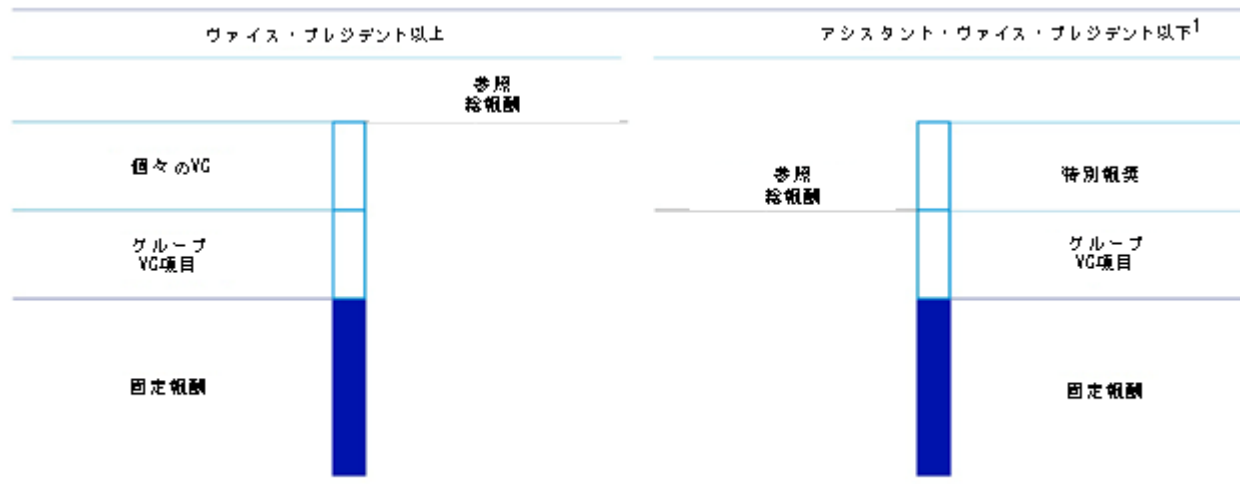 ヴァイス・プレジデント以上
参照
総報酬
個々のVC
グループ
VC項目
固定報酬
アシスタント・ヴァイス・プレジデント以下1
参照
総報酬
特別報奨
グループ
VC項目
固定報酬